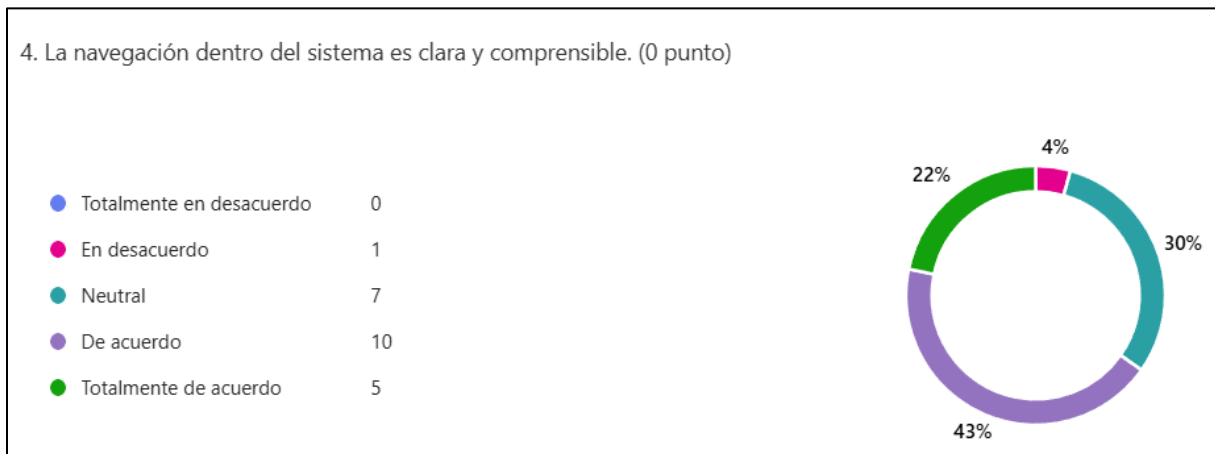 4. La navegación dentro del sistema es clara y comprensible. (0 punto)
Totalmente en desacuerdo 0
En desacuerdo 1
Neutral 7
De acuerdo 10
Totalmente de acuerdo 5
4%
22%
30%
43%